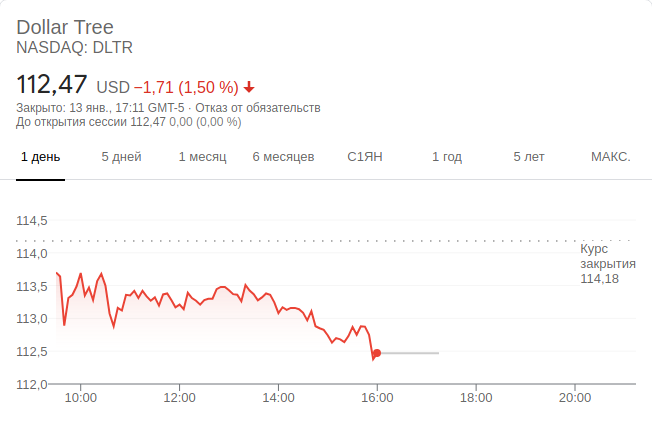 Dollar Tree
NASDAQ: DLTR
112,47 USD −1,71 (1,50 %)
Закрыто: 13 янв., 17:11 GMT-5 · Отказ от обязательств
До открытия сессии 112,47 0,00 (0,00 %)
1 день 5 дней 1 месяц 6 месяцев С1ЯН 1 год 5 лет МАКС.
114,5
114,0
113,5
113,0
112,5
112,0
Курс
закрытия
114,18
10:00 12:00 14:00 16:00 18:00 20:00